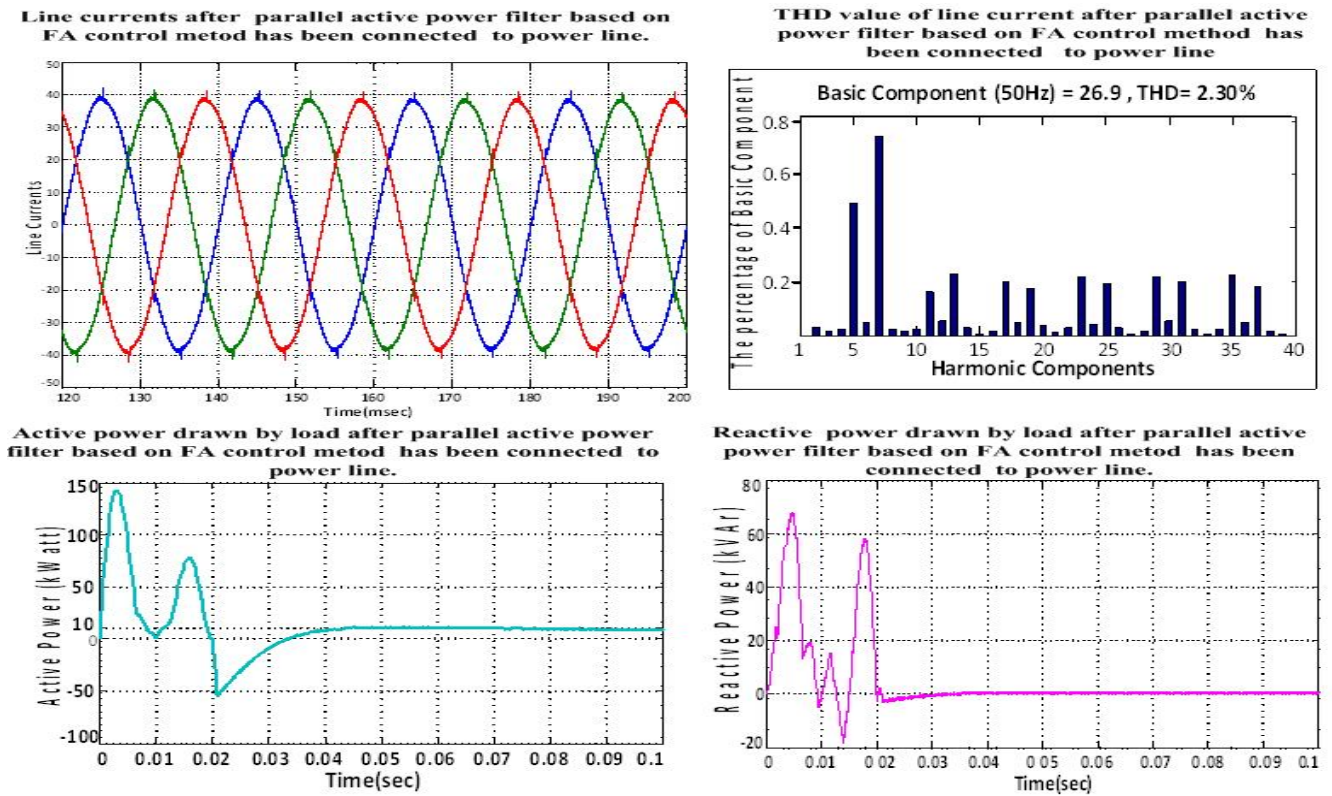 Line currents after parallel active power filter based on
FA control metod has been connected to power line.
50
40
30
20
10
0
-10
-20
-30
-40
-50
Line Currents
120 130 140 150 160 170 180 190 200
Time(msec)
THD value of line current after parallel active
power filter based on FA control method has
been connected to power line
Basic Component (50Hz) = 26.9 , THD= 2.30%
The percentage of Basic Component
0.8
0.6
0.4
0.2
1 5 10 15 20 25 30 35 40
Harmonic Components
Active power drawn by load after parallel active power
filter based on FA control metod has been connected to
power line.
150
100
50
10
0
-50
-100
Active Power (kWatt)
0 0.01 0.02 0.03 0.04 0.05 0.06 0.07 0.08 0.09 0.1
Time(sec)
Reactive power drawn by load after parallel active
power filter based on FA control metod has been
connected to power line.
80
60
40
20
0
-20
Reactive Power (kVAr)
0 0.01 0 02 0.03 0.04 0.05 0.06 0.07 0.08 0.09 0.1
Time(sec)